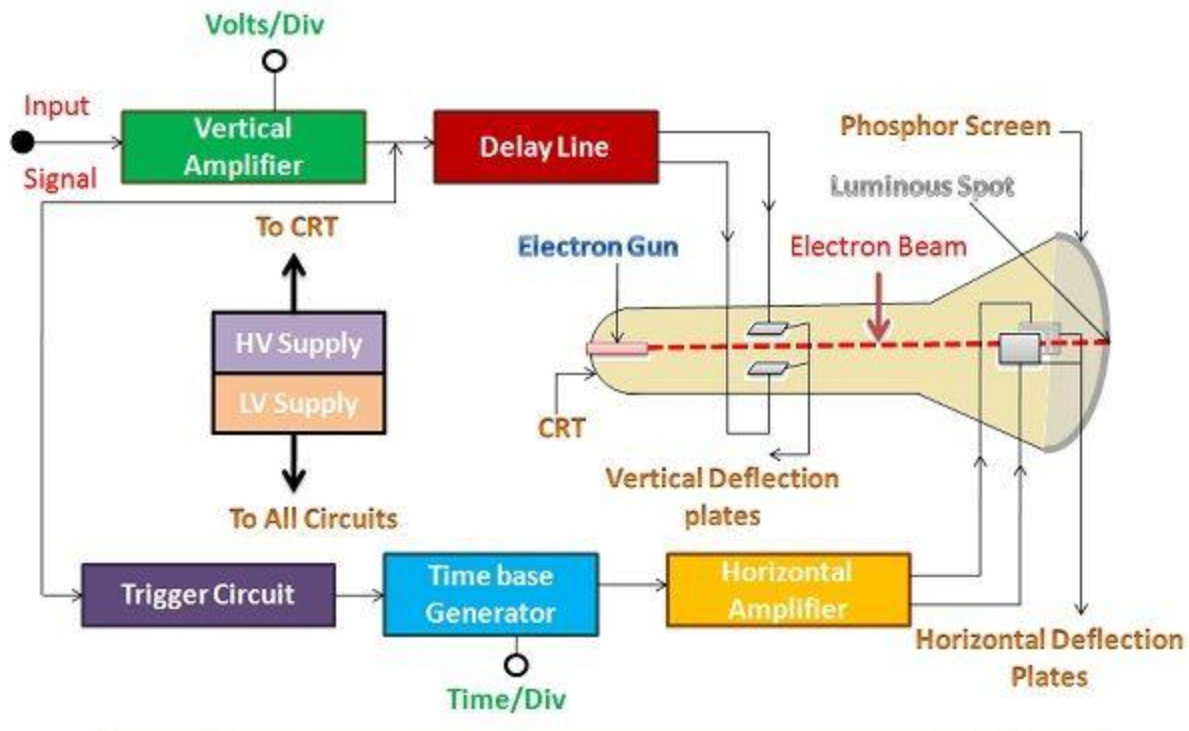 Volts/Div
Input
Signal
Vertical
Amplifier
Delay Line
Phosphor Screen
Luminous Spot
To CRT
Electron Gun
Electron Beam
HV Supply
LV Supply
CRT
Vertical Deflection
plates
To All Circuits
Trigger Circuit
Time base
Generator
Horizontal
Amplifier
Horizontal Deflection
Plates
Time/Div